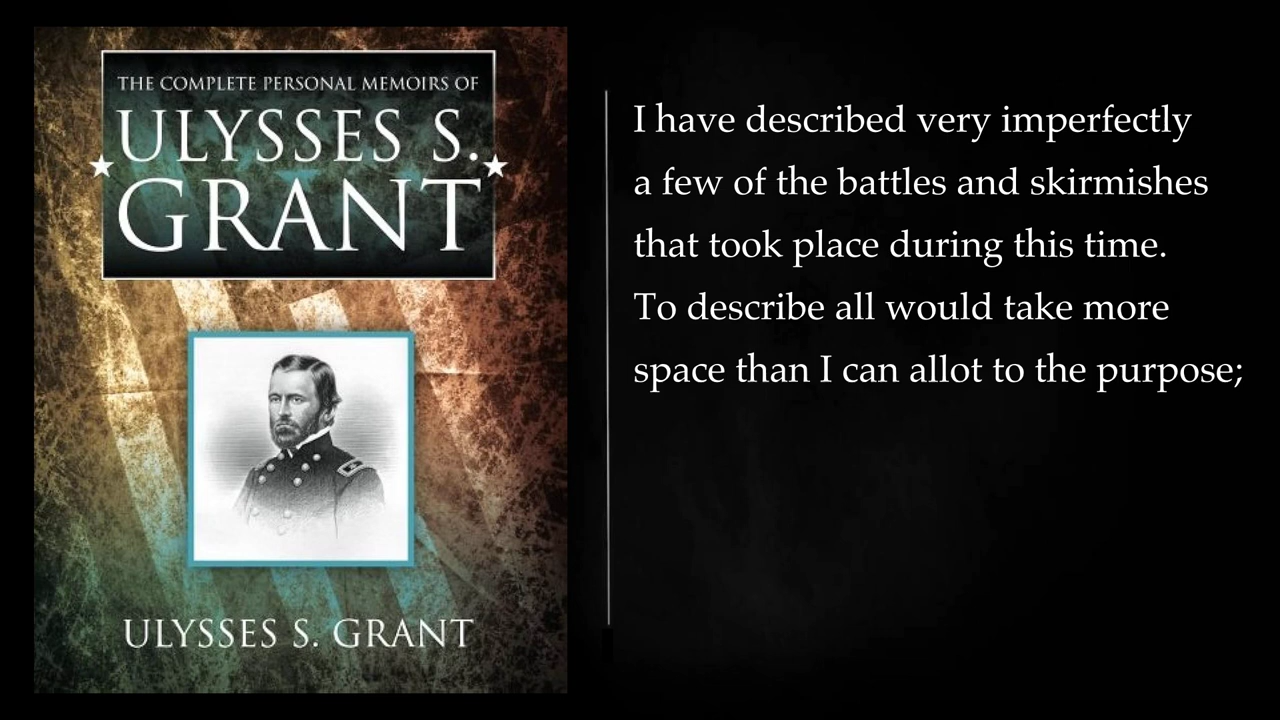 THE COMPLETE PERSONAL MEMOIRS OF
ULYSSES S.
GRANT
ULYSSES S. GRANT
I have described very imperfectly
a few of the battles and skirmishes
that took place during this time.
To describe all would take more
space than I can allot to the purpose;